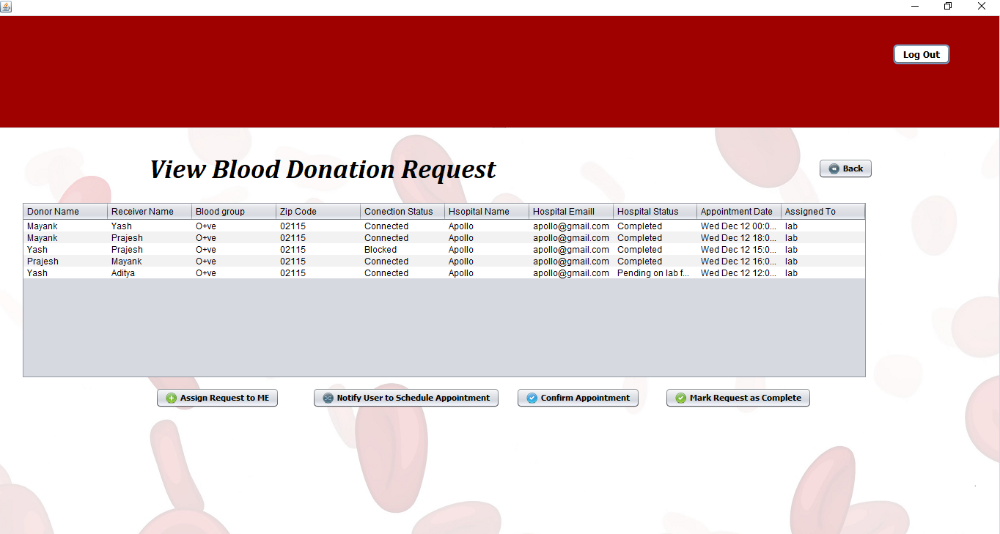 Log Out
View Blood Donation Request
Back
Donor Name Receiver Name Blood group Zip Code Conection Status Hsopital Name Hospital Emaill Hospital Status Appointment Date Assigned To
Mayank Yash O+ve 02115 Connected Apollo apollo@gmail.com Completed Wed Dec 12 00:0... lab
Mayank Prajesh O+ve 02115 Connected Apollo apollo@gmail.com Completed Wed Dec 12 18:0... lab
Yash Prajesh O+ve 02115 Blocked Apollo apollo@gmail.com Completed Wed Dec 12 15:0... lab
Prajesh Mayank O+ve 02115 Connected Apollo apollo@gmail.com Completed Wed Dec 12 16:0... lab
Yash Aditya O+ve 02115 Connected Apollo apollo@gmail.com Pending on lab f... Wed Dec 12 12:0... lab
Assign Request to ME Notify User to Schedule Appointment Confirm Appointment Mark Request as Complete